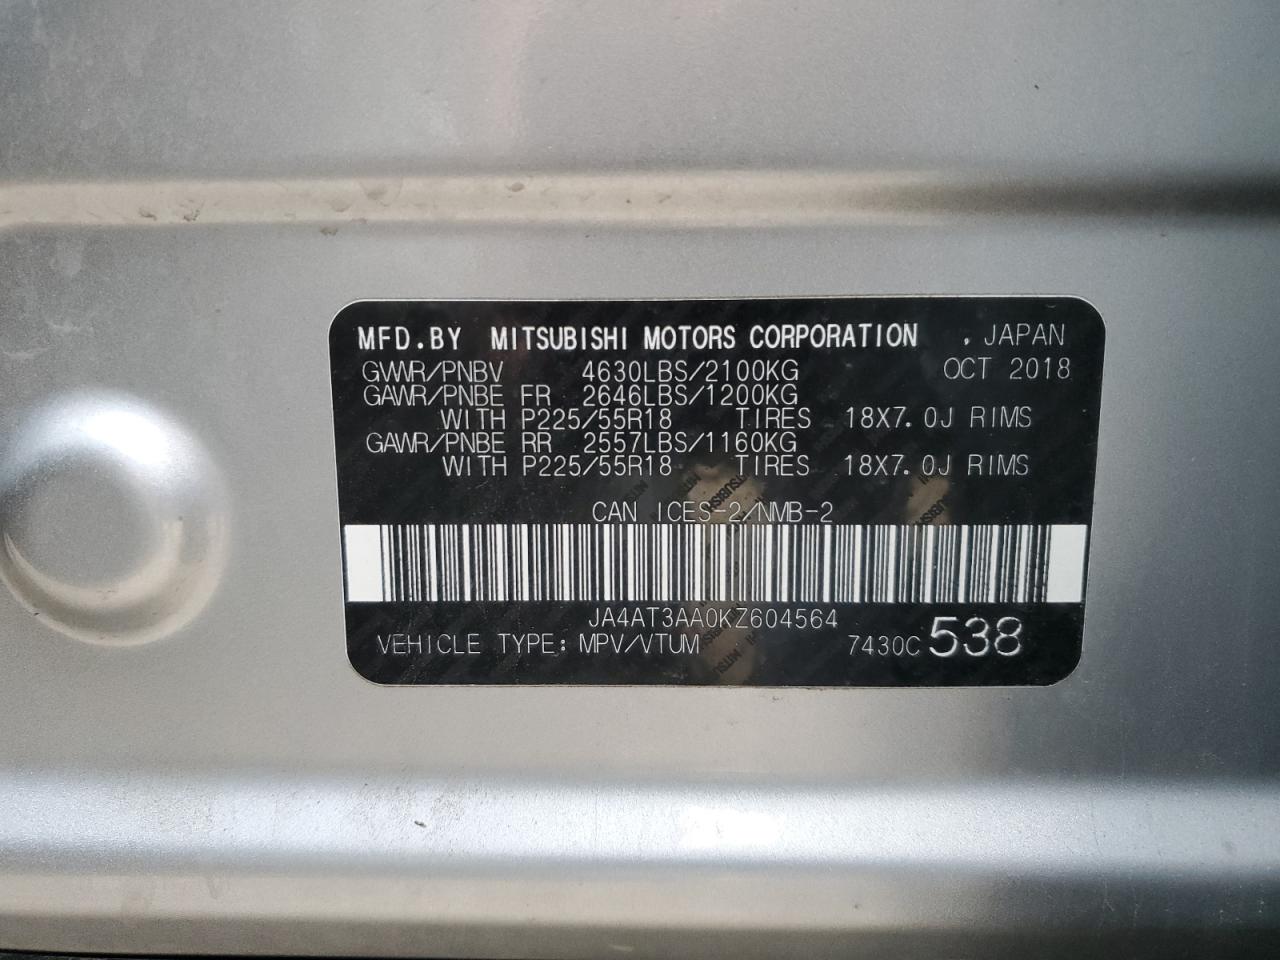 MFD.BY MITSUBISHI MOTORS CORPORATION , JAPAN
GVWR/PNBV 4630LBS/2100KG OCT 2018
GAWR/PNBE FR 2646LBS/1200KG
WITH P225/55R18 TIRES 18X7.0J RIMS
GAWR/PNBE RR 2557LBS/1160KG
WITH P225/55R18 TIRES 18X7.0J RIMS
CAN ICES-2/NMB-2
JA4AT3AA0KZ604564
VEHICLE TYPE: MPV/VTUM 7430C 538